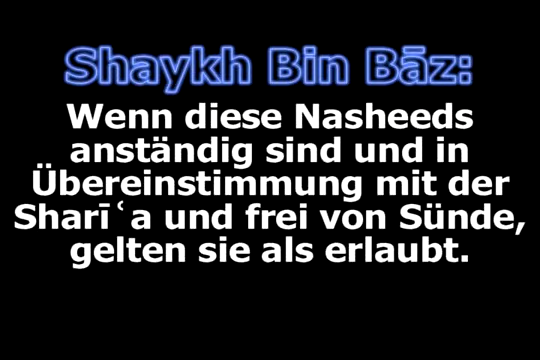 Shaykh Bin Bāz:
Wenn diese Nasheeds
anständig sind und in
Übereinstimmung mit der
Sharīʿa und frei von Sünde,
gelten sie als erlaubt.